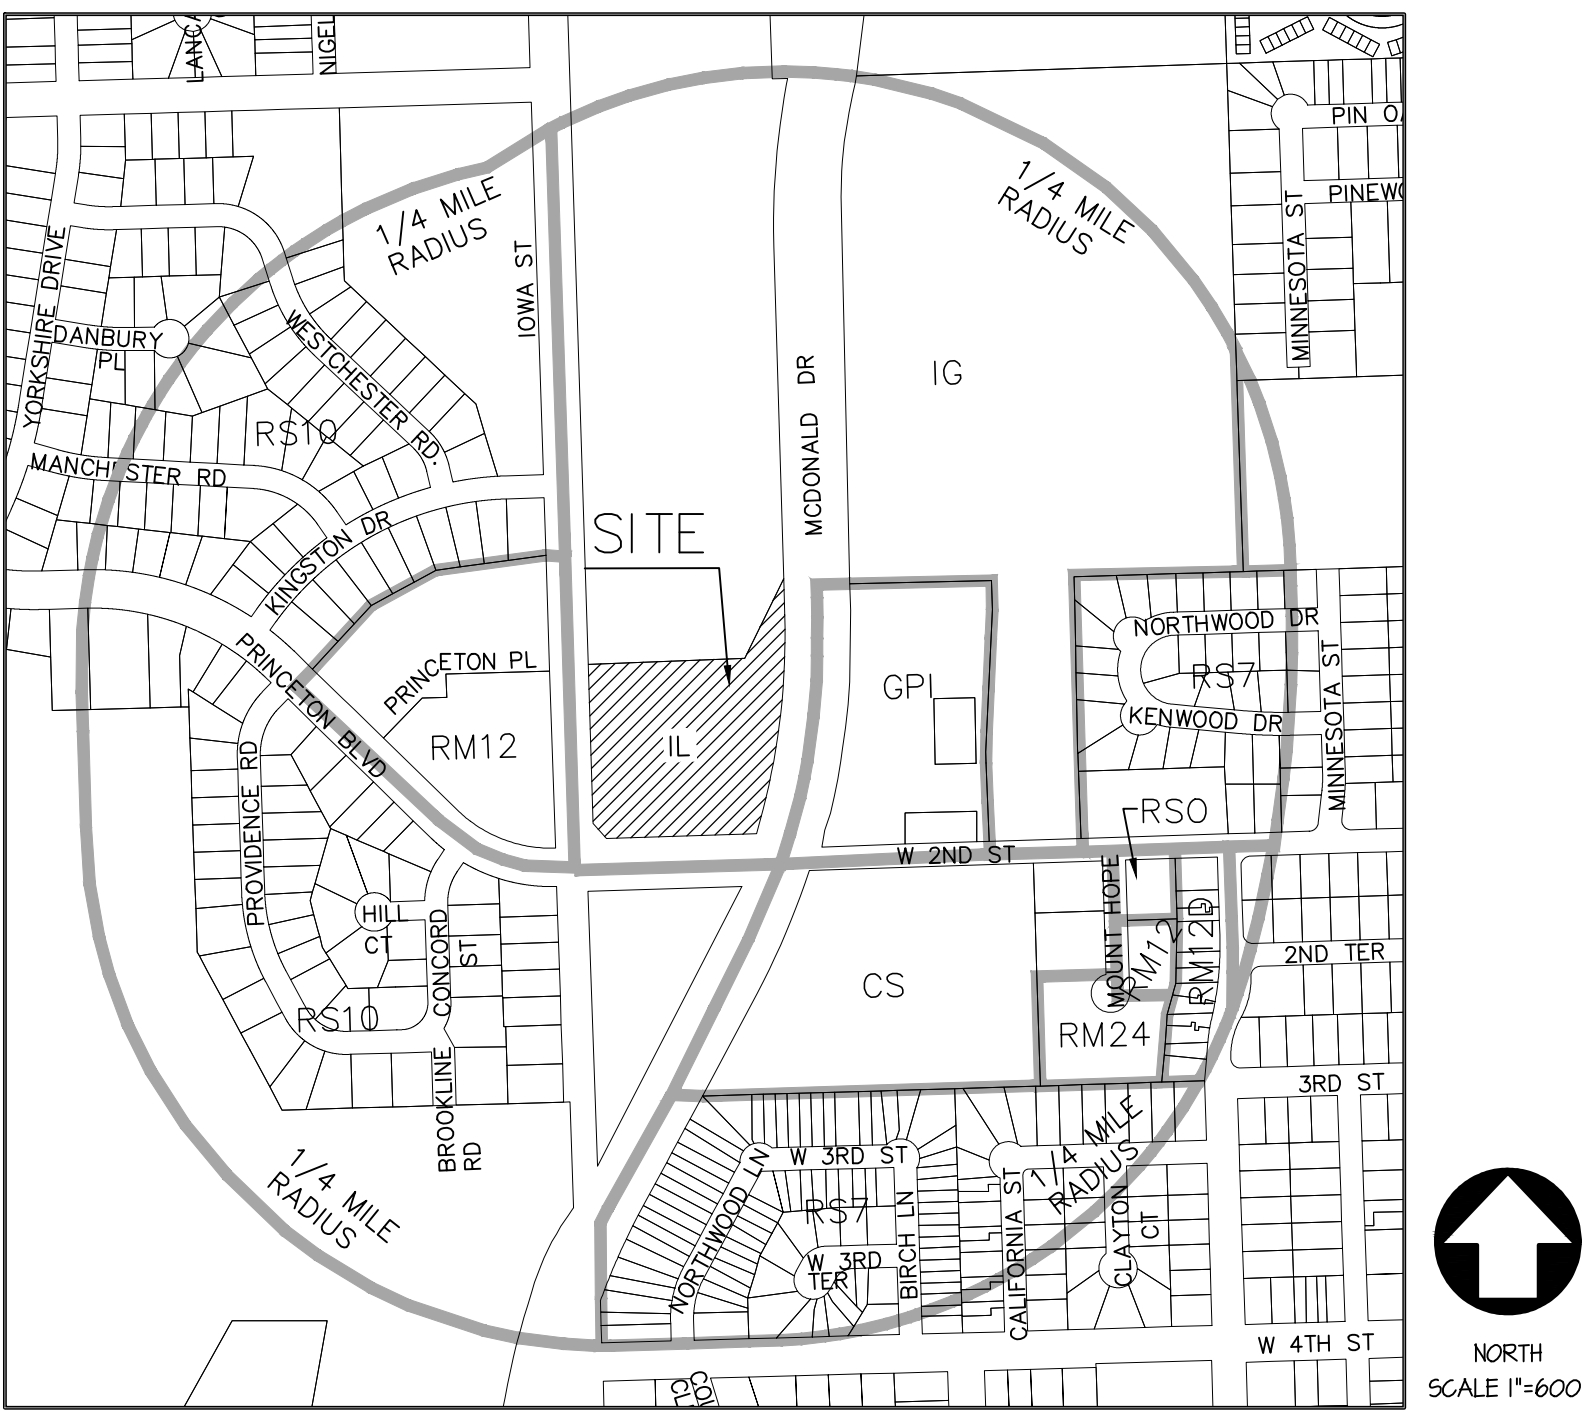 NIGEL
PIN
PINEW
1/4 MILE
RADIUS
1/4 MILE
RADIUS
MINNESOTA ST
YORKSHIRE DRIVE
IOWA ST
DANBURY
PL
WESTCHESTER RD.
MCDONALD DR
IG
RS10
MANCHESTER RD
KINGSTON DR
SITE
PRINCETON BLVD
PRINCETON PL
RM12
IL
GPI
NORTHWOOD DR
RS7
KENWOOD DR
MINNESOTA ST
PROVIDENCE RD
RS0
W 2ND ST
MOUNT HOPE
HILL
CT
CONCORD
ST
RM12
RM12D
2ND TER
CS
RS10
RM24
BROOKLINE
RD
3RD ST
1/4 MILE
RADIUS
1/4 MILE
RADIUS
W 3RD ST
NORTHWOOD LN
RS7
BIRCH LN
CALIFORNIA ST
CLAYTON
CT
W 3RD
TER
W 4TH ST
NORTH
SCALE 1"=600